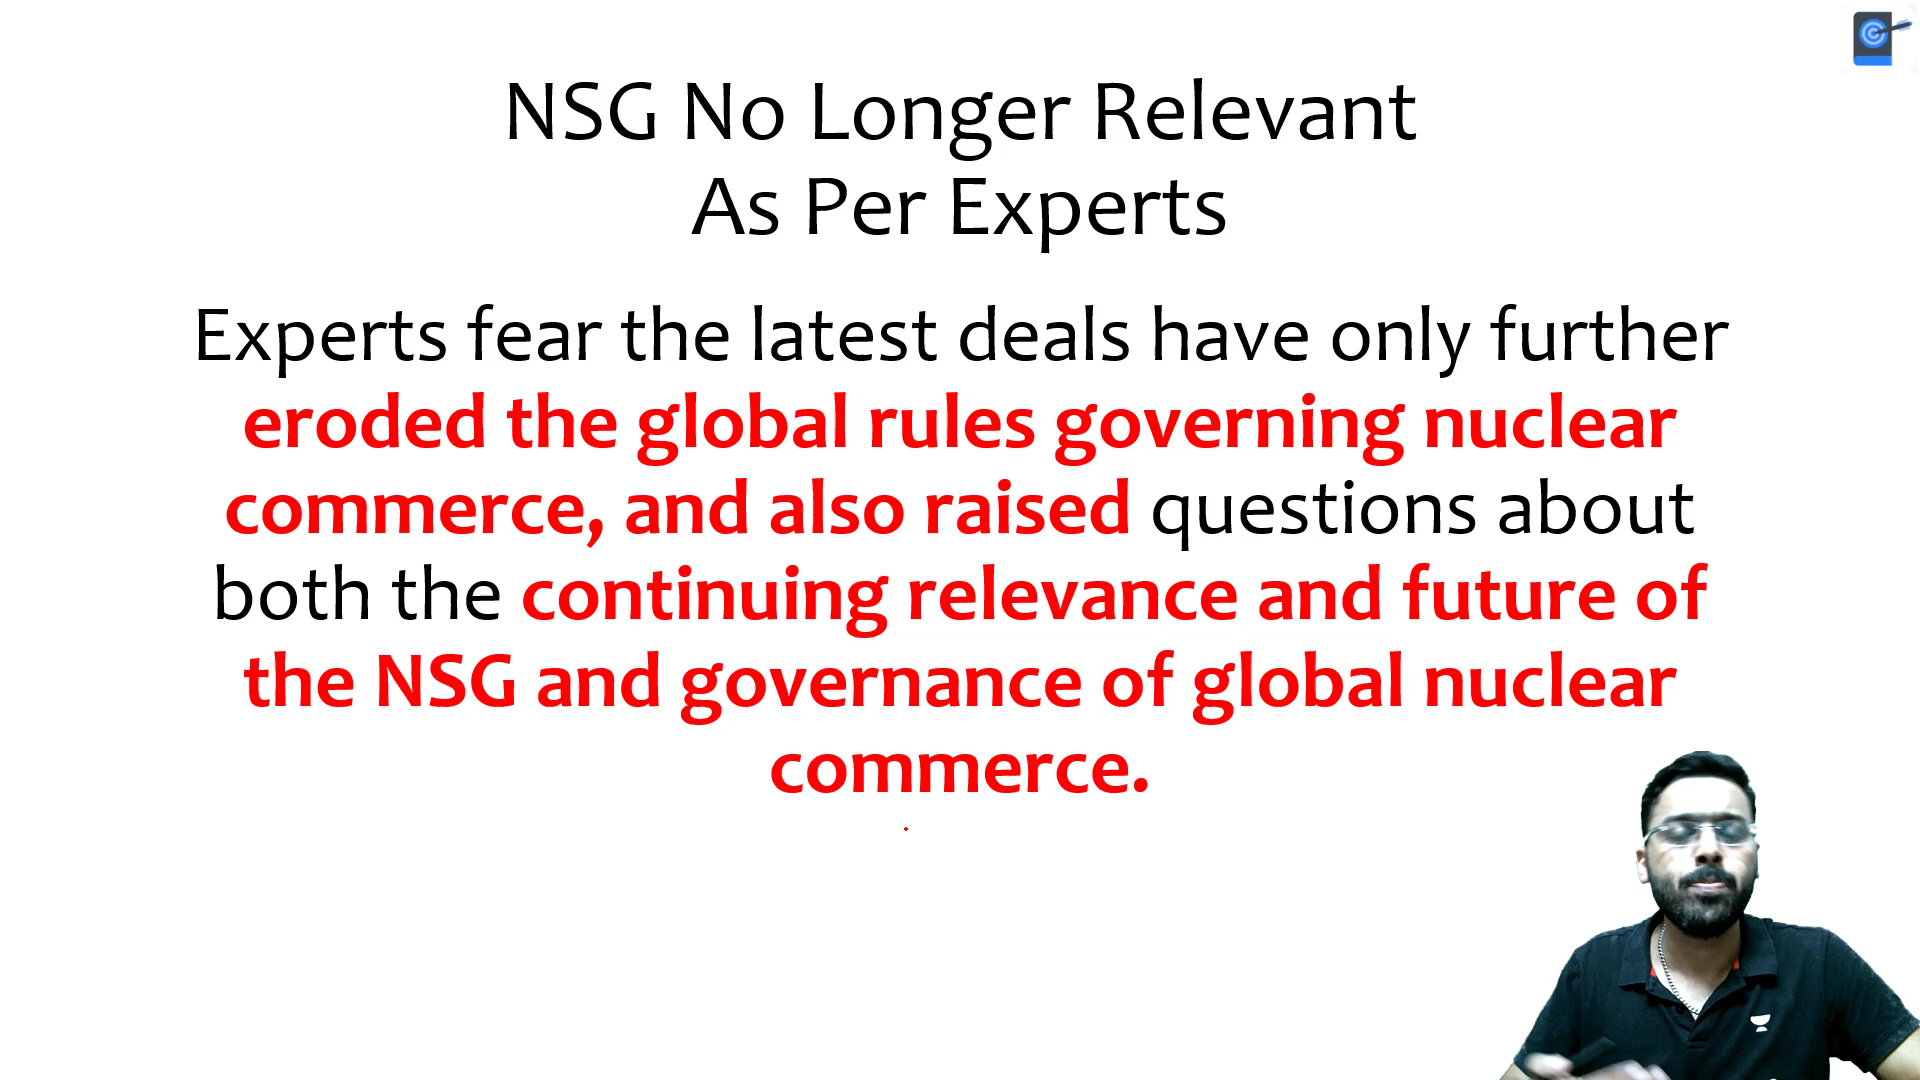 NSG No Longer Relevant
As Per Experts
Experts fear the latest deals have only further
eroded the global rules governing nuclear
commerce, and also raised questions about
both the continuing relevance and future of
the NSG and governance of global nuclear
commerce.